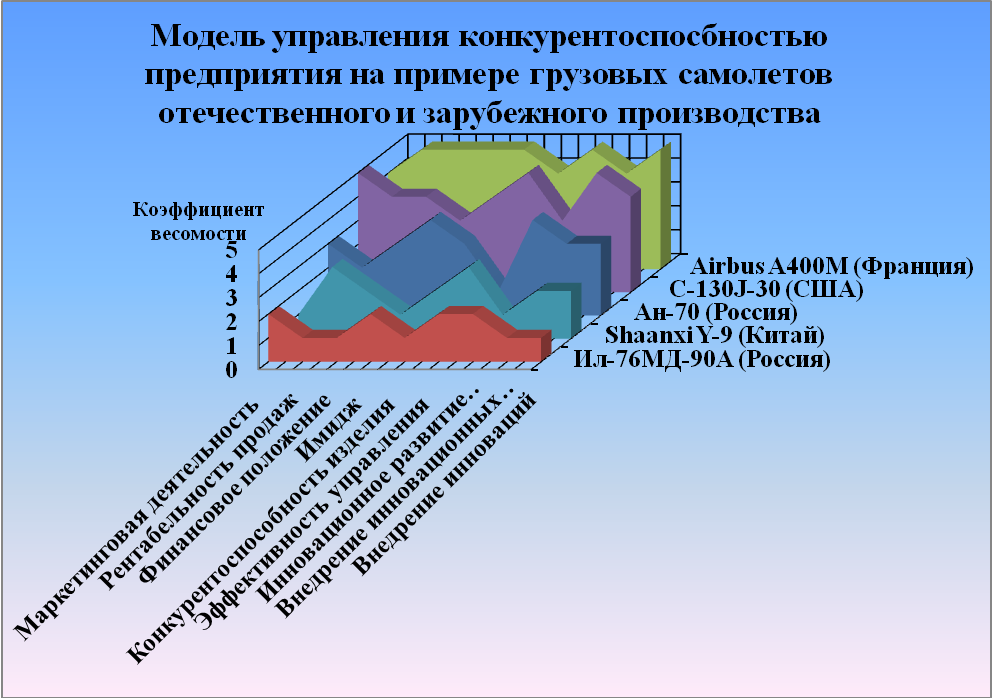 Модель управления конкурентоспосбностью
предприятия на примере грузовых самолетов
отечественного и зарубежного производства
Коэффициент
весомости
5
4
3
2
1
0
Airbus A400M (Франция)
C-130J-30 (США)
Ан-70 (Россия)
Shaanxi Y-9 (Китай)
Ил-76МД-90А (Россия)
Маркетинговая деятельность
Рентабельность продаж
Финансовое положение
Имидж
Конкурентоспособность изделия
Эффективность управления
Инновационное развитие..
Внедрение инновационных..
Внедрение инноваций